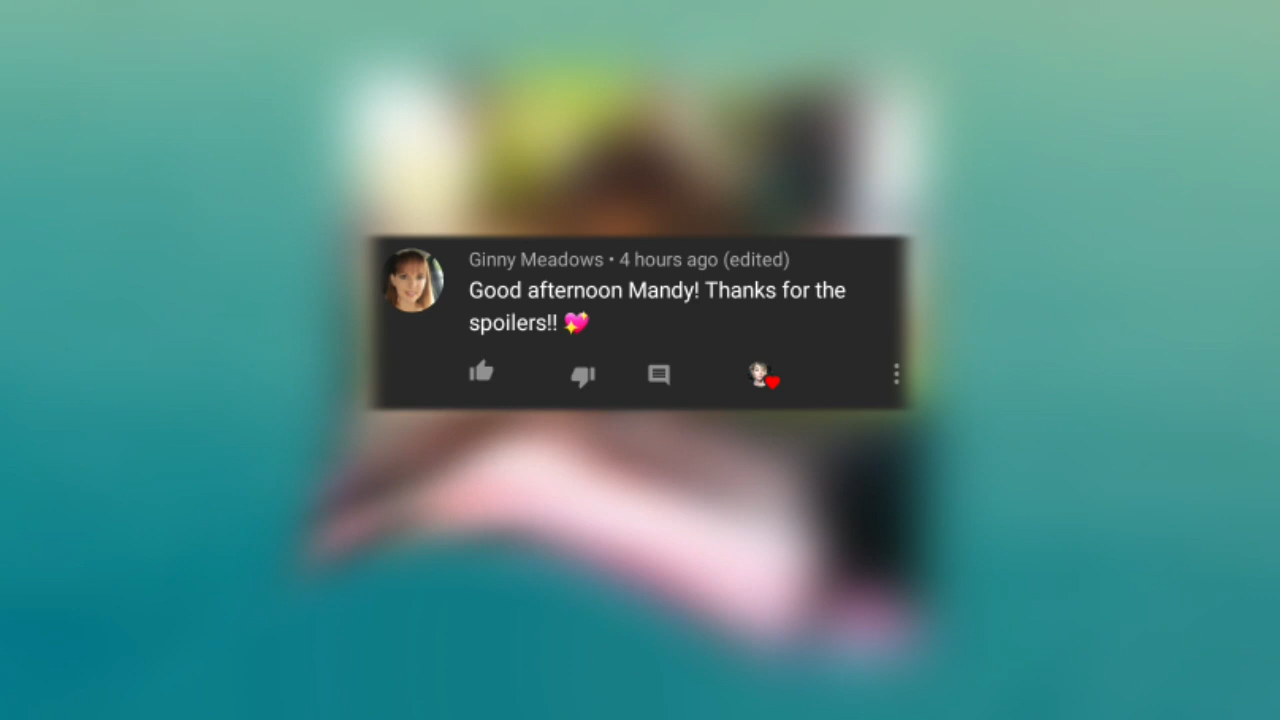 Ginny Meadows • 4 hours ago (edited)
Good afternoon Mandy! Thanks for the
spoilers!! 💖